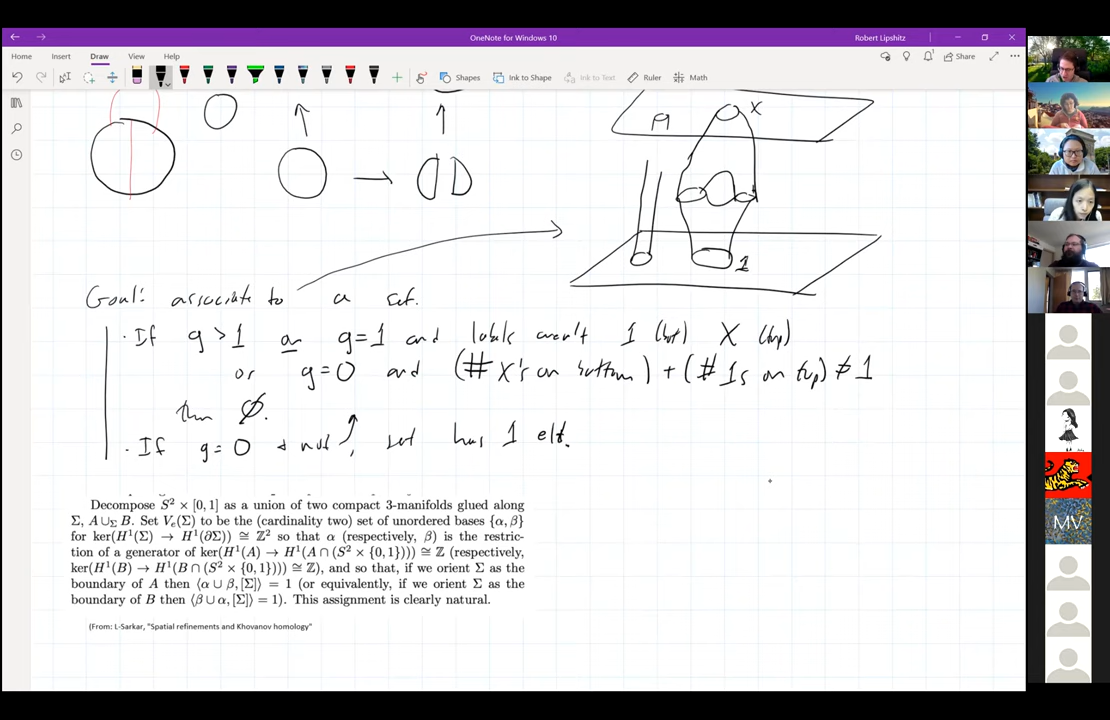 OneNote for Windows 10
Robert Lipshitz
Home Insert Draw View Help
Share
Shapes Ink to Shape Ink to Text Ruler Math
X
1
Goal: associate to a set.
· If g > 1 or g = 1 and labels aren't 1 (bot) X (top)
or g = 0 and (# X's on bottom) + (# 1s on top) ≠ 1
then ∅.
· If g = 0 + not ↑, set has 1 elt.
Decompose S² × [0, 1] as a union of two compact 3-manifolds glued along
Σ, A ∪_Σ B. Set V_e(Σ) to be the (cardinality two) set of unordered bases {α, β}
for ker(H¹(Σ) → H¹(∂Σ)) ≅ ℤ² so that α (respectively, β) is the restric-
tion of a generator of ker(H¹(A) → H¹(A ∩ (S² × {0, 1}))) ≅ ℤ (respectively,
ker(H¹(B) → H¹(B ∩ (S² × {0, 1}))) ≅ ℤ), and so that, if we orient Σ as the
boundary of A then ⟨α ∪ β, [Σ]⟩ = 1 (or equivalently, if we orient Σ as the
boundary of B then ⟨β ∪ α, [Σ]⟩ = 1). This assignment is clearly natural.
(From: L-Sarkar, "Spatial refinements and Khovanov homology"
MV